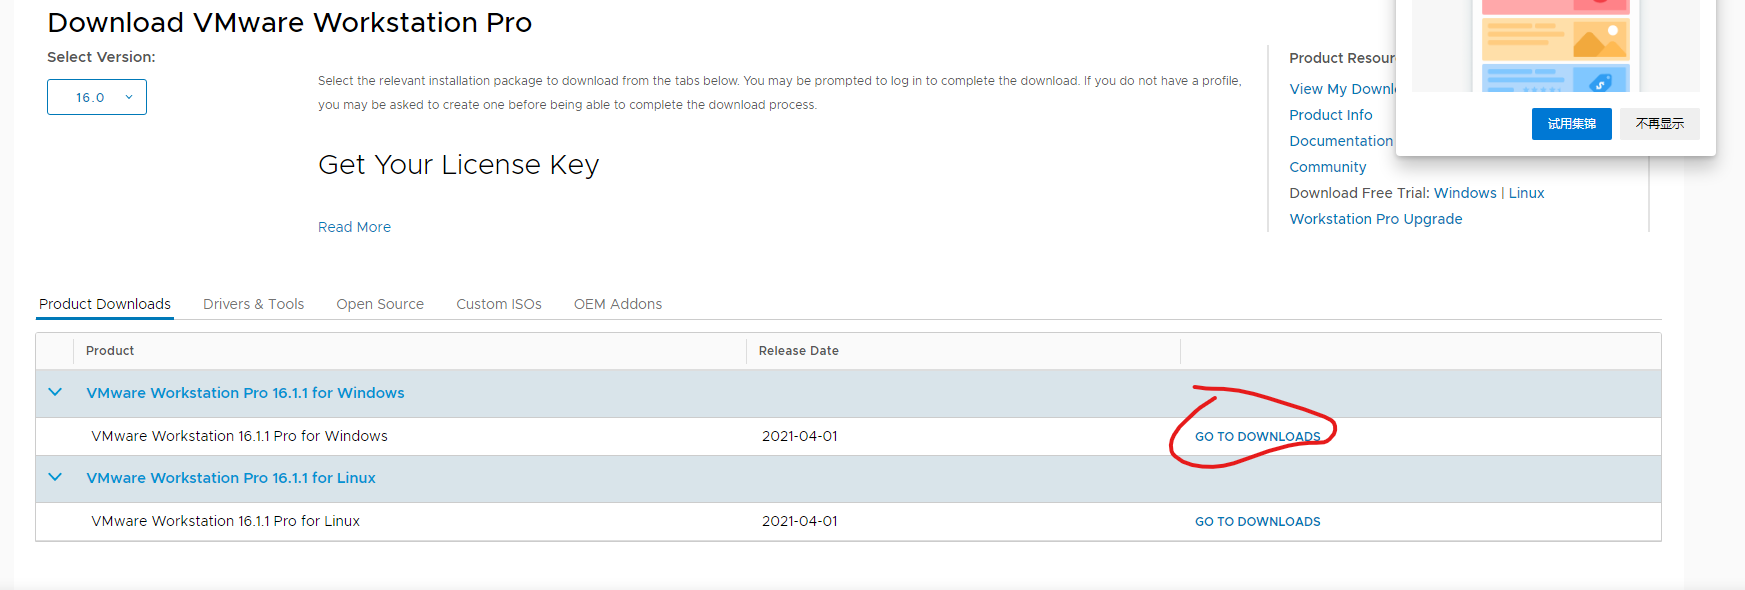 Download VMware Workstation Pro
Select Version:
16.0
Select the relevant installation package to download from the tabs below. You may be prompted to log in to complete the download. If you do not have a profile,
you may be asked to create one before being able to complete the download process.
Get Your License Key
Read More
Product Resour
View My Downl
Product Info
Documentation
Community
Download Free Trial: Windows | Linux
Workstation Pro Upgrade
试用集锦
不再显示
Product Downloads
Drivers & Tools
Open Source
Custom ISOs
OEM Addons
Product
Release Date
VMware Workstation Pro 16.1.1 for Windows
VMware Workstation 16.1.1 Pro for Windows
2021-04-01
GO TO DOWNLOADS
VMware Workstation Pro 16.1.1 for Linux
VMware Workstation 16.1.1 Pro for Linux
2021-04-01
GO TO DOWNLOADS